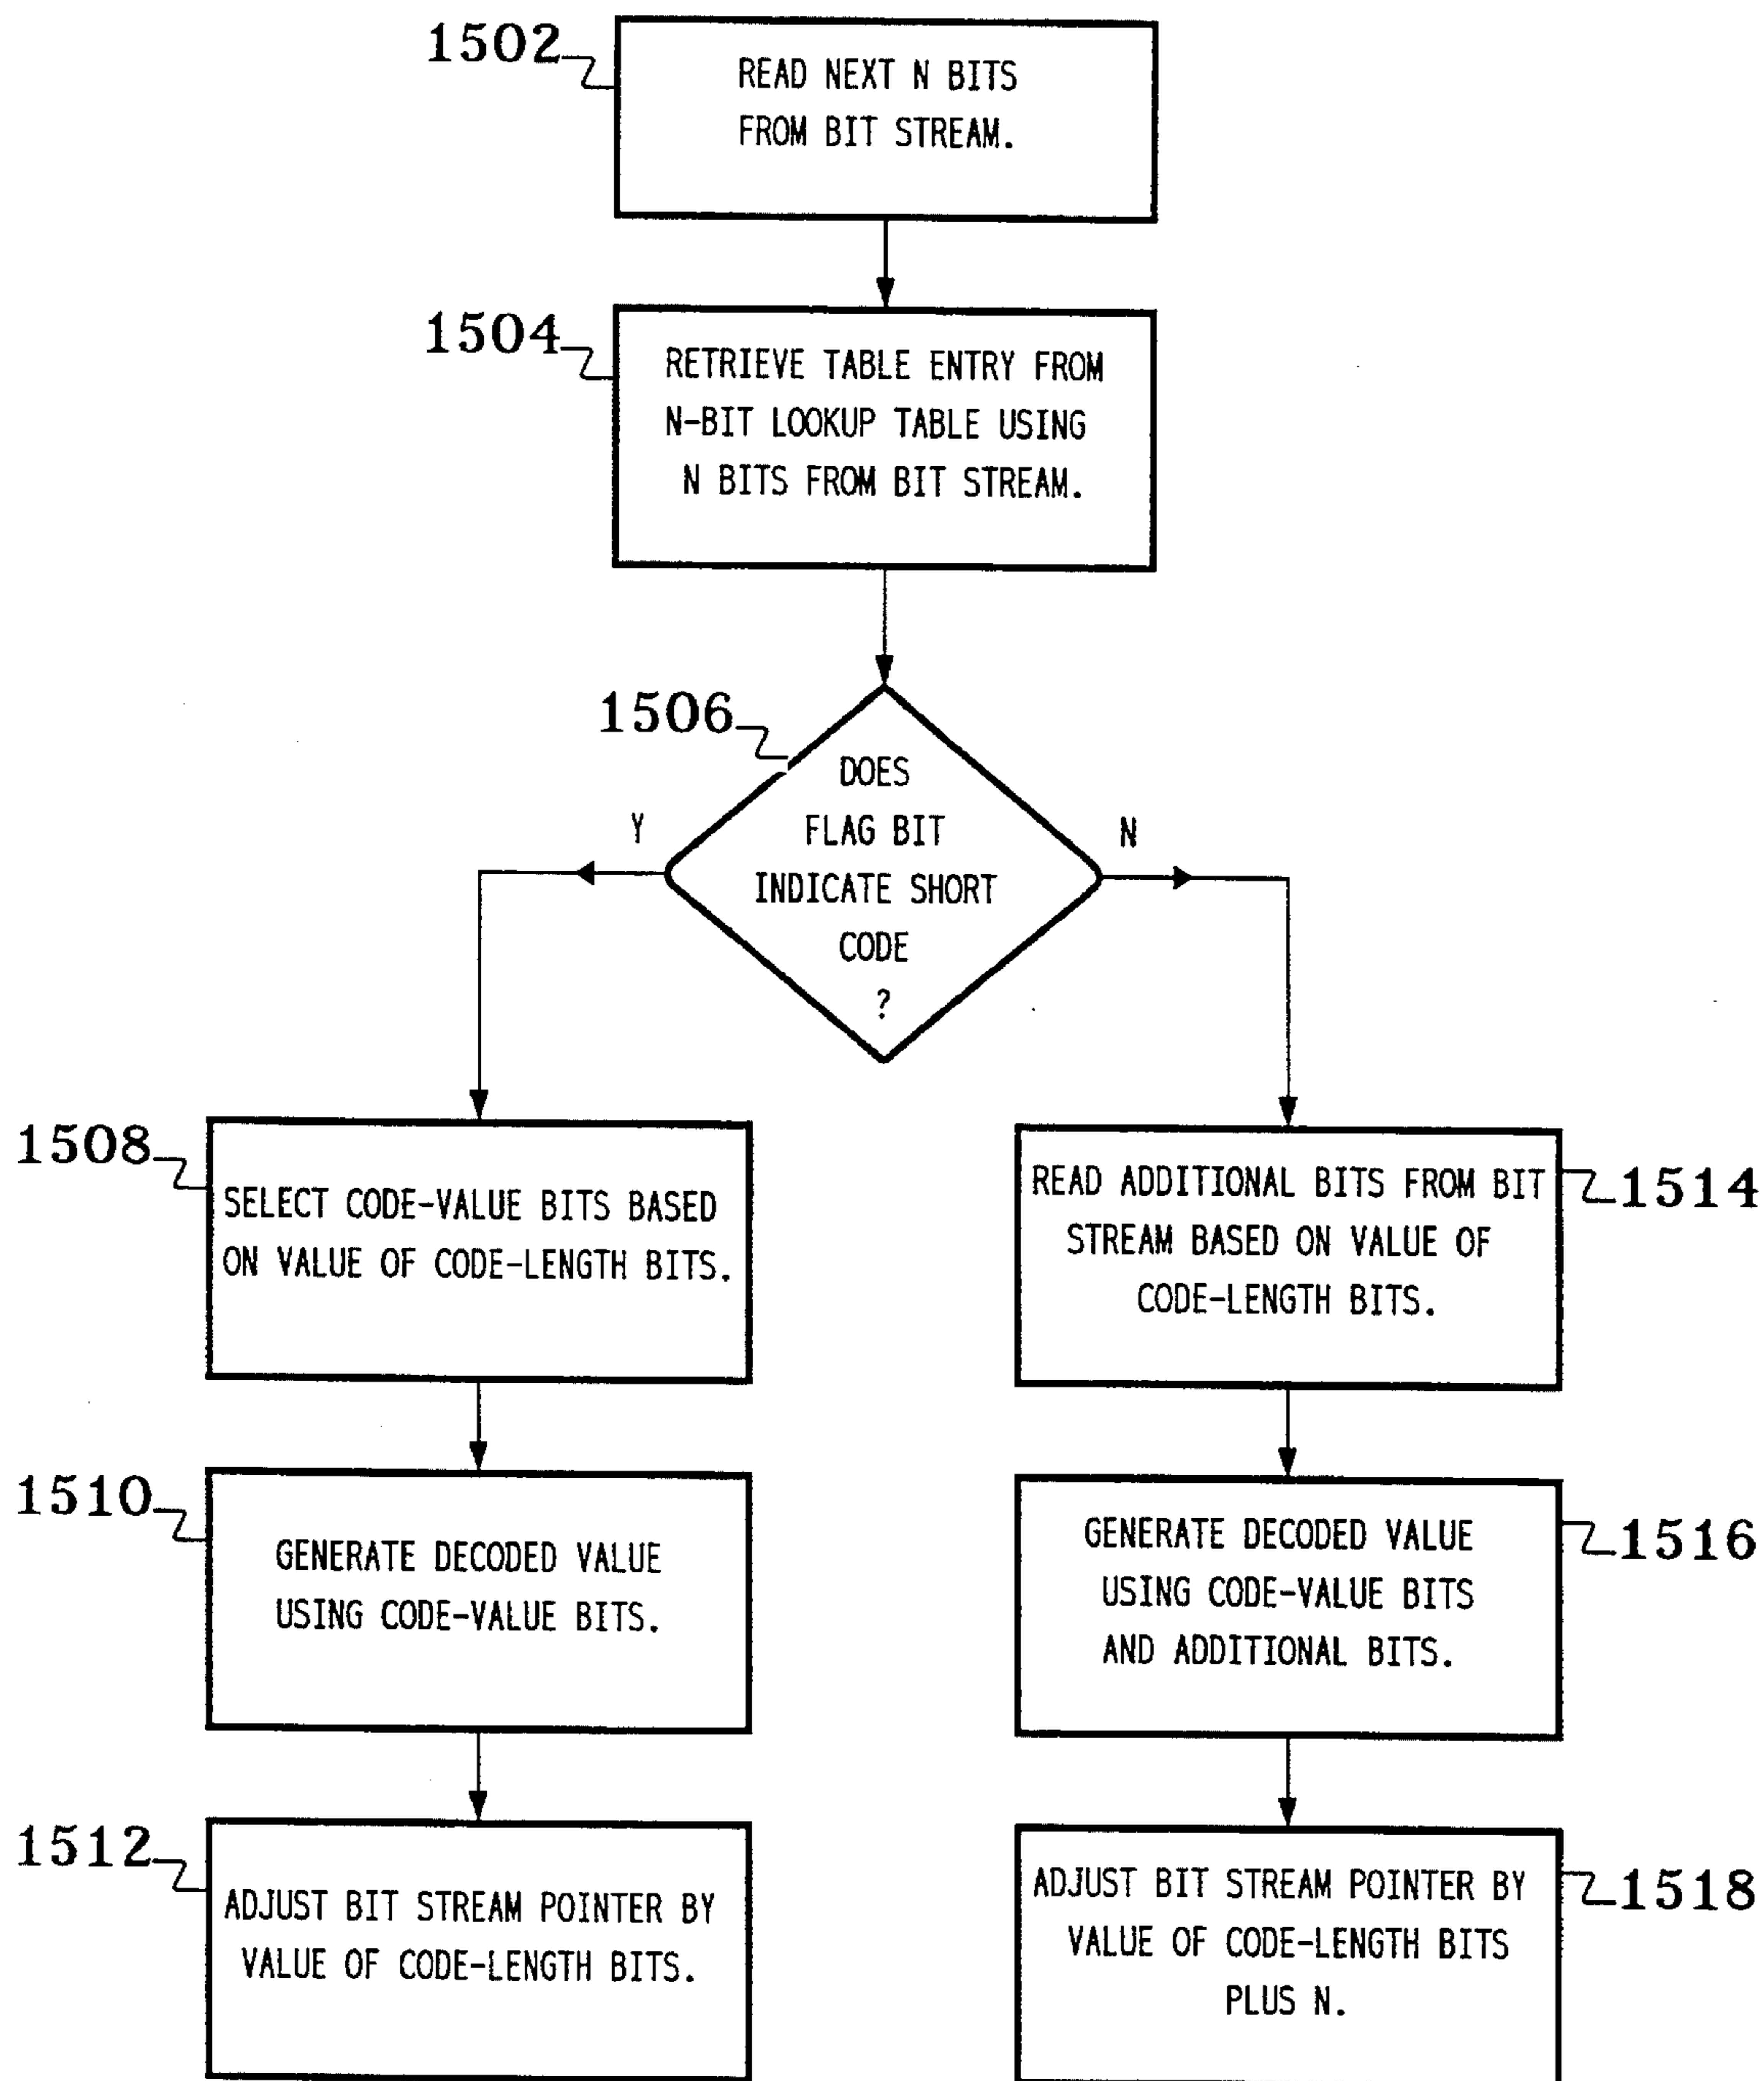 1502
READ NEXT N BITS
FROM BIT STREAM.
1504
RETRIEVE TABLE ENTRY FROM
N-BIT LOOKUP TABLE USING
N BITS FROM BIT STREAM.
1506
DOES
FLAG BIT
INDICATE SHORT
CODE
?
Y
N
1508
SELECT CODE-VALUE BITS BASED
ON VALUE OF CODE-LENGTH BITS.
1510
GENERATE DECODED VALUE
USING CODE-VALUE BITS.
1512
ADJUST BIT STREAM POINTER BY
VALUE OF CODE-LENGTH BITS.
READ ADDITIONAL BITS FROM BIT
STREAM BASED ON VALUE OF
CODE-LENGTH BITS.
1514
GENERATE DECODED VALUE
USING CODE-VALUE BITS
AND ADDITIONAL BITS.
1516
ADJUST BIT STREAM POINTER BY
VALUE OF CODE-LENGTH BITS
PLUS N.
1518